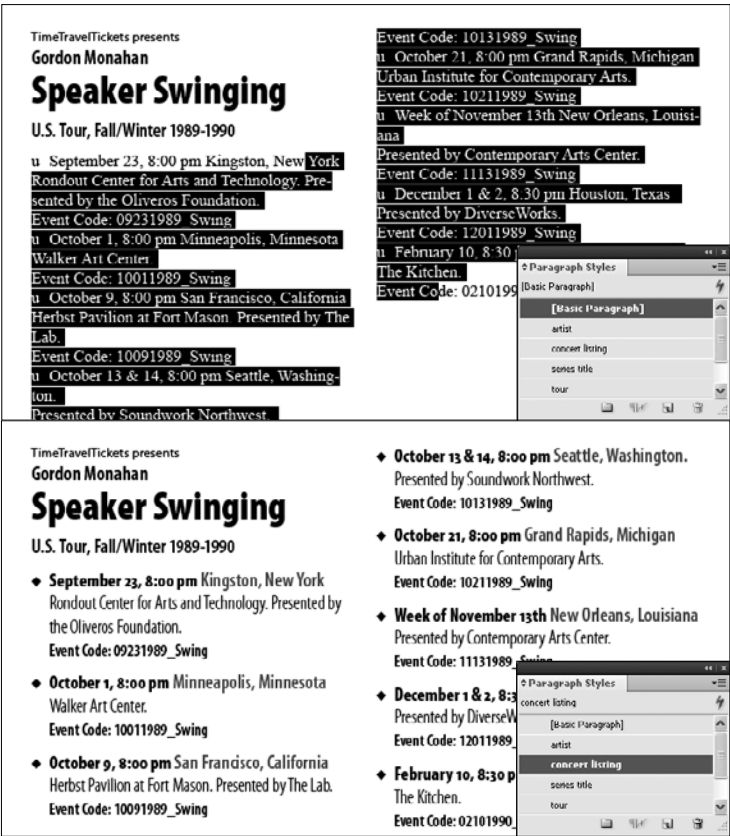 TimeTravelTickets presents
Gordon Monahan
Speaker Swinging
U.S. Tour, Fall/Winter 1989-1990
u September 23, 8:00 pm Kingston, New York
Rondout Center for Arts and Technology. Pre-
sented by the Oliveros Foundation.
Event Code: 09231989_Swing
u October 1, 8:00 pm Minneapolis, Minnesota
Walker Art Center.
Event Code: 10011989_Swing
u October 9, 8:00 pm San Francisco, California
Herbst Pavilion at Fort Mason. Presented by The
Lab.
Event Code: 10091989_Swing
u October 13 & 14, 8:00 pm Seattle, Washing-
ton.
Presented by Soundwork Northwest.
Event Code: 10131989_Swing
u October 21, 8:00 pm Grand Rapids, Michigan
Urban Institute for Contemporary Arts.
Event Code: 10211989_Swing
u Week of November 13th New Orleans, Louisi-
ana
Presented by Contemporary Arts Center.
Event Code: 11131989_Swing
u December 1 & 2, 8:30 pm Houston, Texas
Presented by DiverseWorks.
Event Code: 12011989_Swing
u February 10, 8:30
The Kitchen.
Event Code: 0210199
Paragraph Styles
[Basic Paragraph]
[Basic Paragraph]
artist
concert listing
series title
tour
TimeTravelTickets presents
Gordon Monahan
Speaker Swinging
U.S. Tour, Fall/Winter 1989-1990
◆ September 23, 8:00 pm Kingston, New York
Rondout Center for Arts and Technology. Presented by
the Oliveros Foundation.
Event Code: 09231989_Swing
◆ October 1, 8:00 pm Minneapolis, Minnesota
Walker Art Center.
Event Code: 10011989_Swing
◆ October 9, 8:00 pm San Francisco, California
Herbst Pavilion at Fort Mason. Presented by The Lab.
Event Code: 10091989_Swing
◆ October 13 & 14, 8:00 pm Seattle, Washington.
Presented by Soundwork Northwest.
Event Code: 10131989_Swing
◆ October 21, 8:00 pm Grand Rapids, Michigan
Urban Institute for Contemporary Arts.
Event Code: 10211989_Swing
◆ Week of November 13th New Orleans, Louisiana
Presented by Contemporary Arts Center.
Event Code: 11131989_Swing
◆ December 1 & 2, 8:3
Presented by DiverseW
Event Code: 12011989_
◆ February 10, 8:30 p
The Kitchen.
Event Code: 02101990_
Paragraph Styles
concert listing
[Basic Paragraph]
artist
concert listing
series title
tour